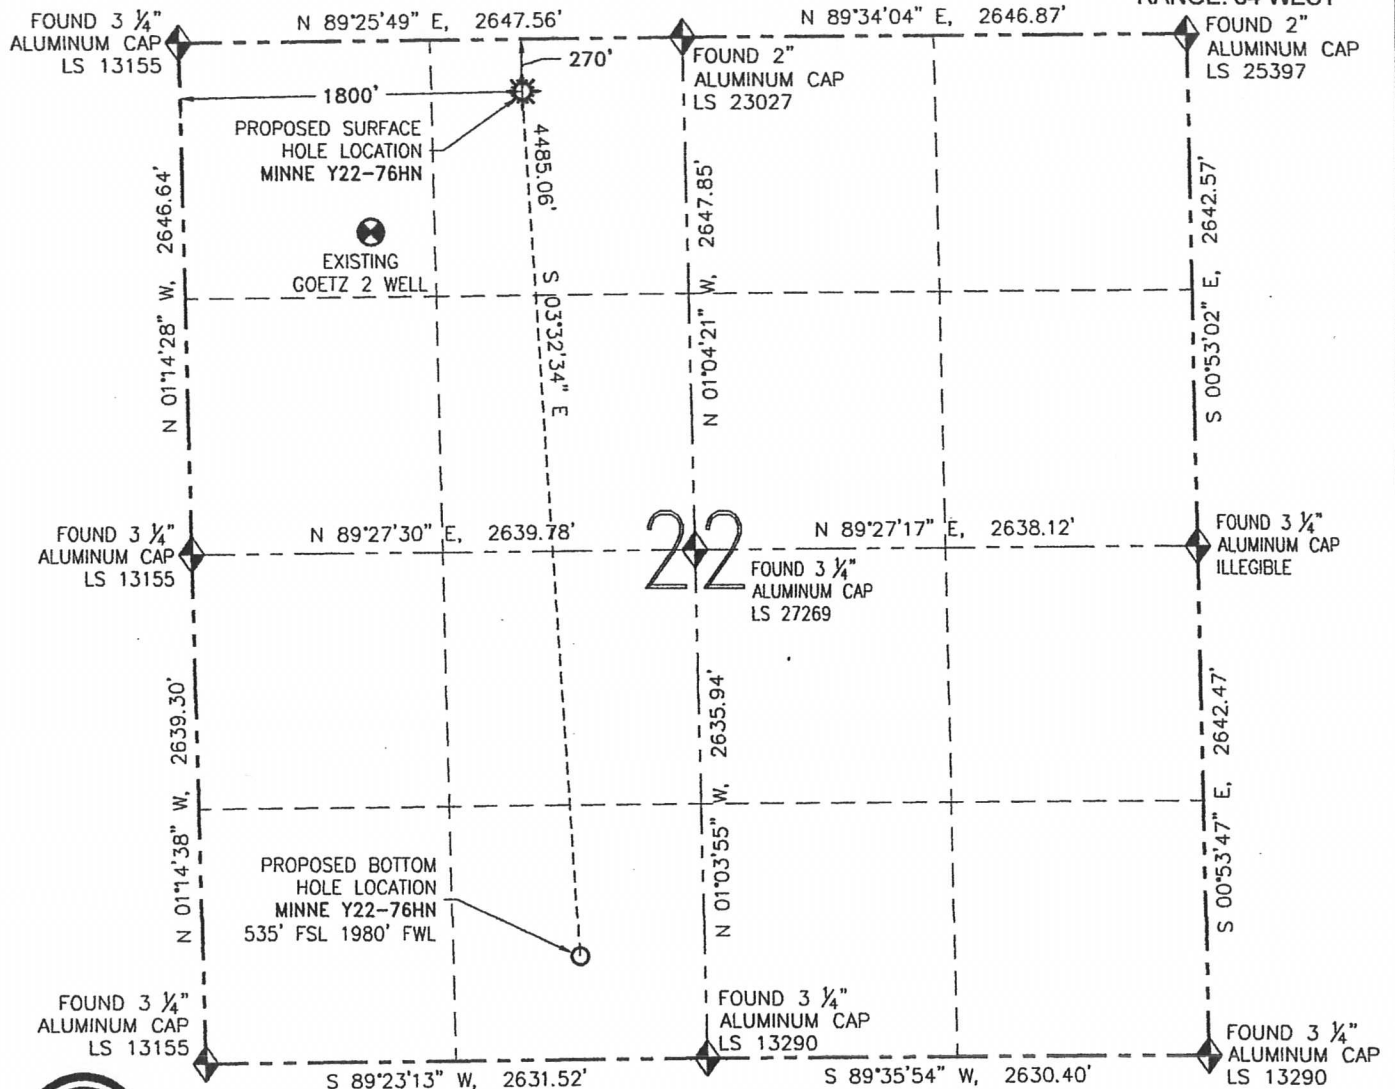 RANGE: 64 WEST
FOUND 3 ¼"
ALUMINUM CAP
LS 13155
N 89°25'49" E, 2647.56'
N 89°34'04" E, 2646.87'
FOUND 2"
ALUMINUM CAP
LS 23027
FOUND 2"
ALUMINUM CAP
LS 25397
270'
1800'
PROPOSED SURFACE
HOLE LOCATION
MINNE Y22-76HN
4485.06'
S 03°32'34" E
EXISTING
GOETZ 2 WELL
N 01°14'28" W, 2646.64'
N 01°04'21" W, 2647.85'
S 00°53'02" E, 2642.57'
FOUND 3 ¼"
ALUMINUM CAP
LS 13155
N 89°27'30" E, 2639.78'
22
N 89°27'17" E, 2638.12'
FOUND 3 ¼"
ALUMINUM CAP
LS 27269
FOUND 3 ¼"
ALUMINUM CAP
ILLEGIBLE
N 01°14'38" W, 2639.30'
N 01°03'55" W, 2635.94'
S 00°53'47" E, 2642.47'
PROPOSED BOTTOM
HOLE LOCATION
MINNE Y22-76HN
535' FSL 1980' FWL
FOUND 3 ¼"
ALUMINUM CAP
LS 13155
FOUND 3 ¼"
ALUMINUM CAP
LS 13290
FOUND 3 ¼"
ALUMINUM CAP
LS 13290
S 89°23'13" W, 2631.52'
S 89°35'54" W, 2630.40'